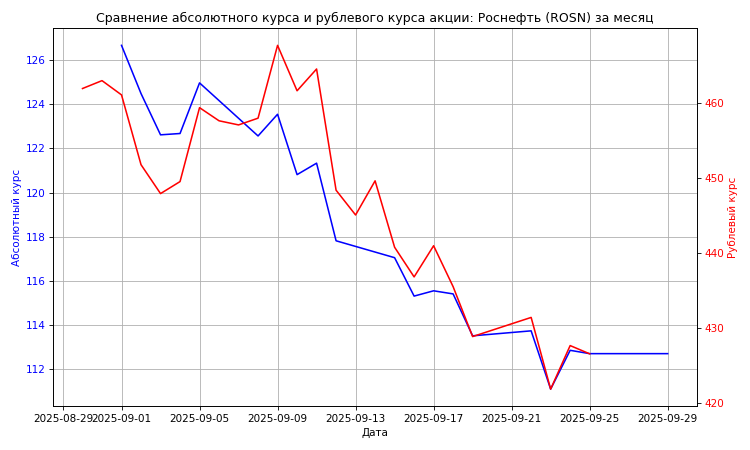 Сравнение абсолютного курса и рублевого курса акции: Роснефть (ROSN) за месяц
126
124
122
120
118
116
114
112
Абсолютный курс
460
450
440
430
420
Рублевый курс
2025-08-29 2025-09-01 2025-09-05 2025-09-09 2025-09-13 2025-09-17 2025-09-21 2025-09-25 2025-09-29
Дата